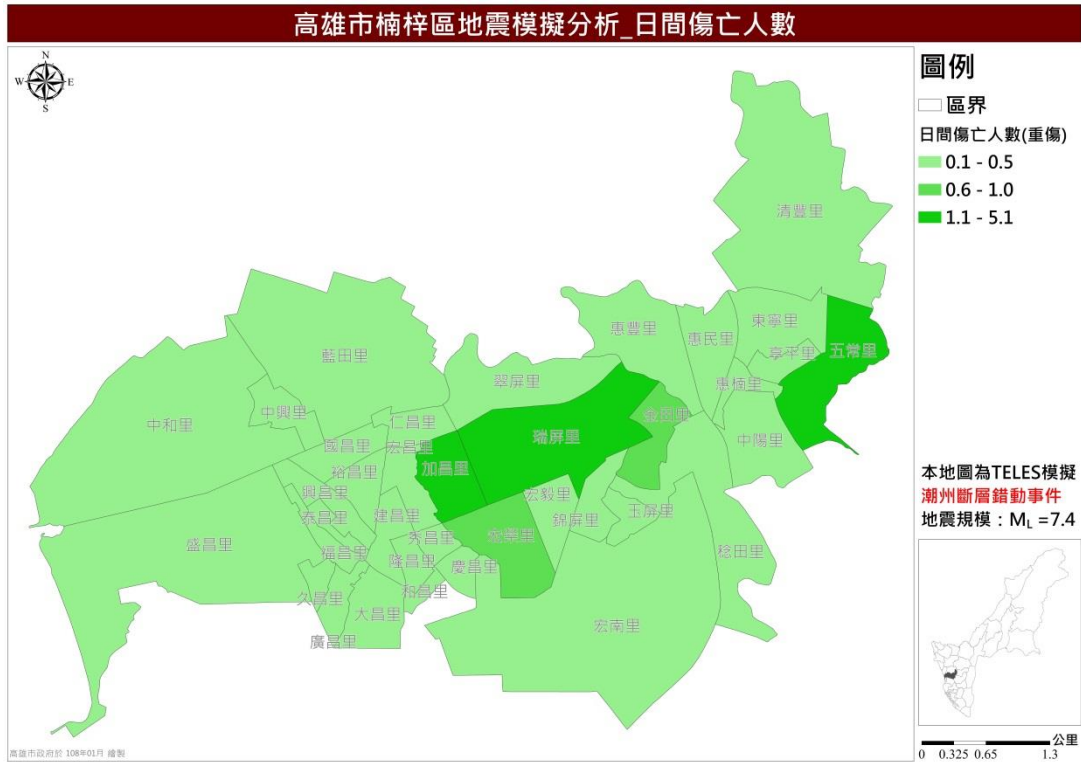 高雄市楠梓區地震模擬分析_日間傷亡人數
N
W
E
S
圖例
區界
日間傷亡人數(重傷)
0.1 - 0.5
0.6 - 1.0
1.1 - 5.1
清豐里
東寧里
惠豐里
惠民里
享平里
五常里
藍田里
翠屏里
惠楠里
中興里
仁昌里
金田里
中和里
瑞屏里
中陽里
國昌里
宏昌里
加昌里
裕昌里
興昌里
宏毅里
玉屏里
泰昌里
建昌里
錦屏里
盛昌里
秀昌里
宏榮里
福昌里
隆昌里
慶昌里
稔田里
久昌里
和昌里
大昌里
宏南里
廣昌里
本地圖為TELES模擬
潮州斷層錯動事件
地震規模：ML =7.4
高雄市政府於 108年01月 繪製
公里
0 0.325 0.65 1.3